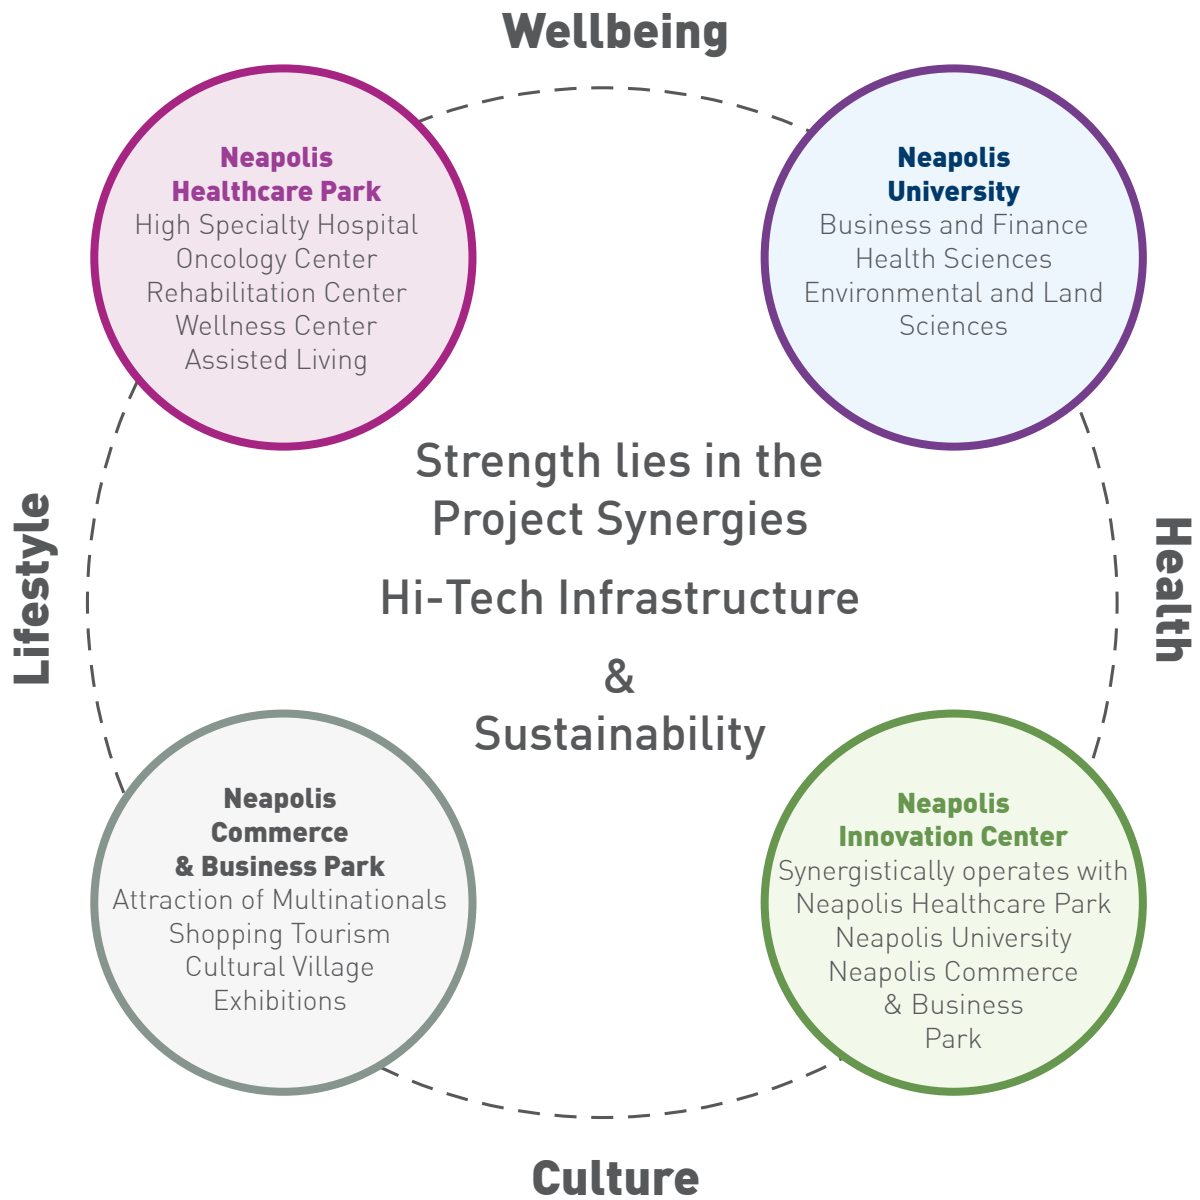 Wellbeing
Neapolis
Healthcare Park
High Specialty Hospital
Oncology Center
Rehabilitation Center
Wellness Center
Assisted Living
Neapolis
University
Business and Finance
Health Sciences
Environmental and Land
Sciences
Lifestyle
Strength lies in the
Project Synergies
Hi-Tech Infrastructure
&
Sustainability
Health
Neapolis
Commerce
& Business Park
Attraction of Multinationals
Shopping Tourism
Cultural Village
Exhibitions
Neapolis
Innovation Center
Synergistically operates with
Neapolis Healthcare Park
Neapolis University
Neapolis Commerce
& Business
Park
Culture